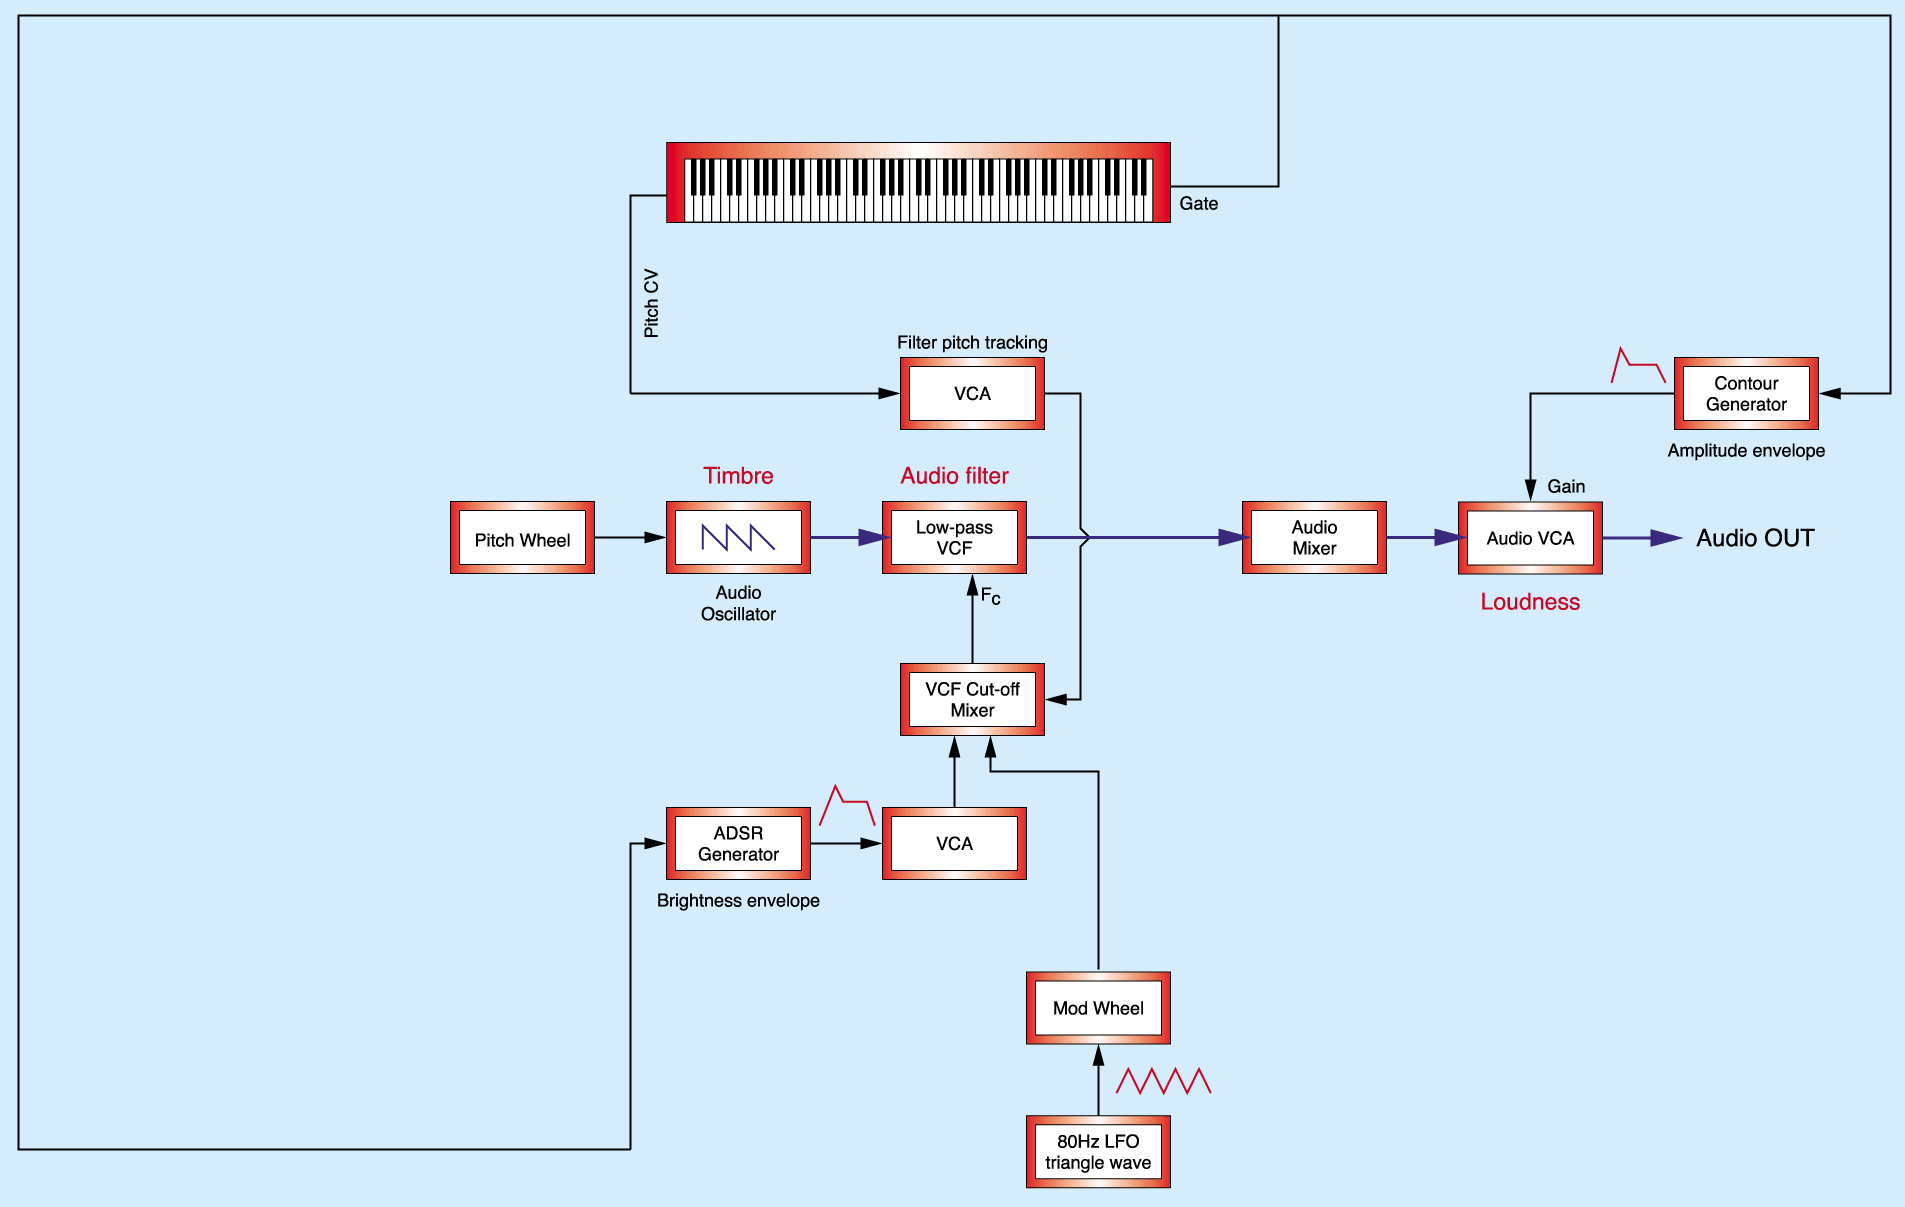 Gate
Pitch CV
Filter pitch tracking
VCA
Contour
Generator
Amplitude envelope
Timbre
Audio filter
Gain
Pitch Wheel
Low-pass
VCF
Audio
Mixer
Audio VCA
Audio OUT
Audio
Oscillator
Fc
Loudness
VCF Cut-off
Mixer
ADSR
Generator
VCA
Brightness envelope
Mod Wheel
80Hz LFO
triangle wave